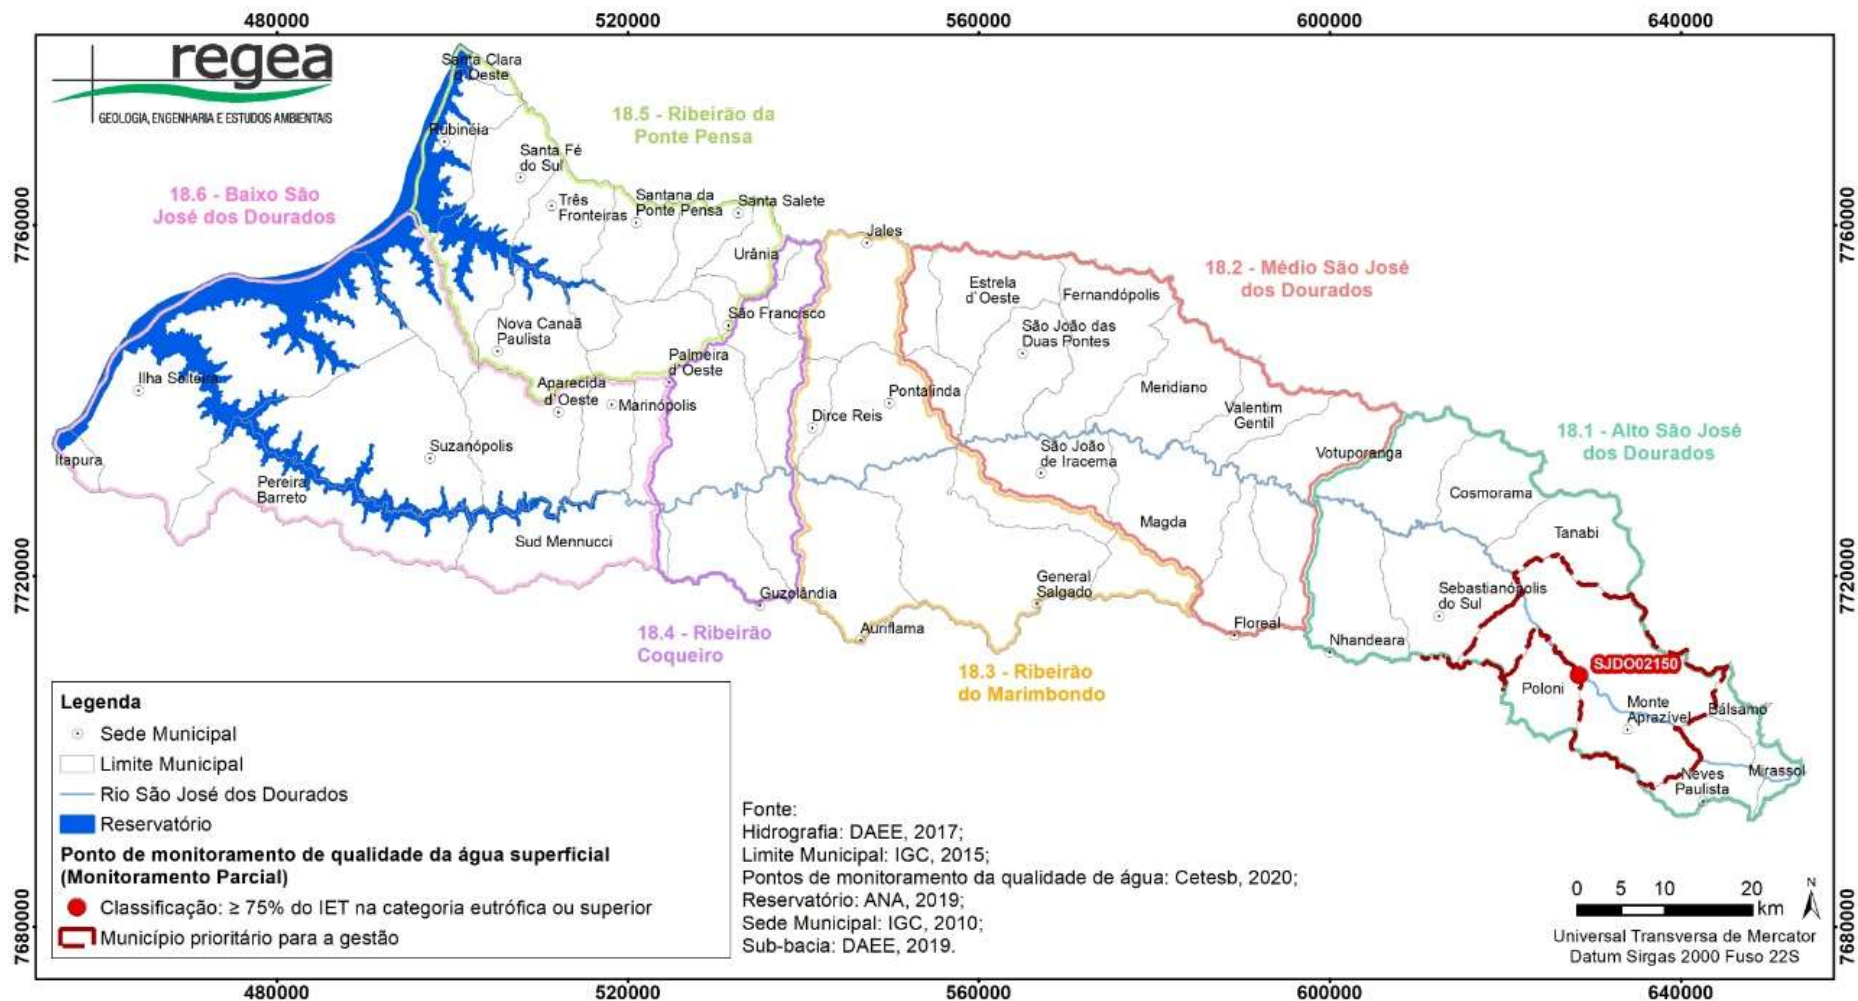 480000
520000
560000
600000
640000
regea
GEOLOGIA, ENGENHARIA E ESTUDOS AMBIENTAIS
7760000
7720000
7680000
7760000
7720000
7680000
18.5 - Ribeirão da
Ponte Pensa
18.6 - Baixo São
José dos Dourados
18.2 - Médio São José
dos Dourados
18.1 - Alto São José
dos Dourados
18.4 - Ribeirão
Coqueiro
18.3 - Ribeirão
do Marimbondo
Santa Clara
d`Oeste
Rubinéia
Santa Fé
do Sul
Três
Fronteiras
Santana da
Ponte Pensa
Santa Salete
Urânia
Jales
Estrela
d`Oeste
Fernandópolis
São João das
Duas Pontes
São Francisco
Nova Canaã
Paulista
Palmeira
d`Oeste
Ilha Solteira
Aparecida
d`Oeste
Marinópolis
Dirce Reis
Pontalinda
Meridiano
Valentim
Gentil
Votuporanga
Suzanópolis
São João
de Iracema
Itapura
Pereira
Barreto
Cosmorama
Magda
Tanabi
Sud Mennucci
General
Salgado
Sebastianópolis
do Sul
Guzolândia
Auriflama
Floreal
Nhandeara
SJDO02150
Poloni
Monte
Aprazível
Bálsamo
Neves
Paulista
Mirassol
Legenda
Sede Municipal
Limite Municipal
Rio São José dos Dourados
Reservatório
Ponto de monitoramento de qualidade da água superficial
(Monitoramento Parcial)
Classificação: ≥ 75% do IET na categoria eutrófica ou superior
Município prioritário para a gestão
Fonte:
Hidrografia: DAEE, 2017;
Limite Municipal: IGC, 2015;
Pontos de monitoramento da qualidade de água: Cetesb, 2020;
Reservatório: ANA, 2019;
Sede Municipal: IGC, 2010;
Sub-bacia: DAEE, 2019.
0 5 10 20
km
N
Universal Transversa de Mercator
Datum Sirgas 2000 Fuso 22S
480000
520000
560000
600000
640000